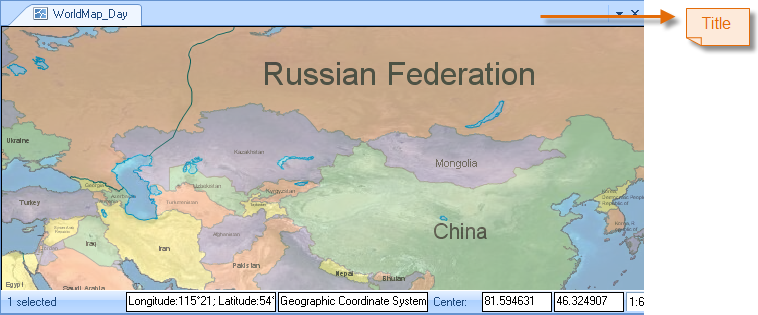 WorldMap_Day
Title
Russian Federation
Ukraine
Kazakhstan
Mongolia
Georgia
Uzbekistan
Kyrgyzstan
Turkey
Turkmenistan
China
Iraq
Iran
Afghanistan
Pakistan
Nepal
Bhutan
Egypt
Saudi Arabia
1 selected
Longitude:115°21; Latitude:54°
Geographic Coordinate System
Center:
81.594631
46.324907
1:6